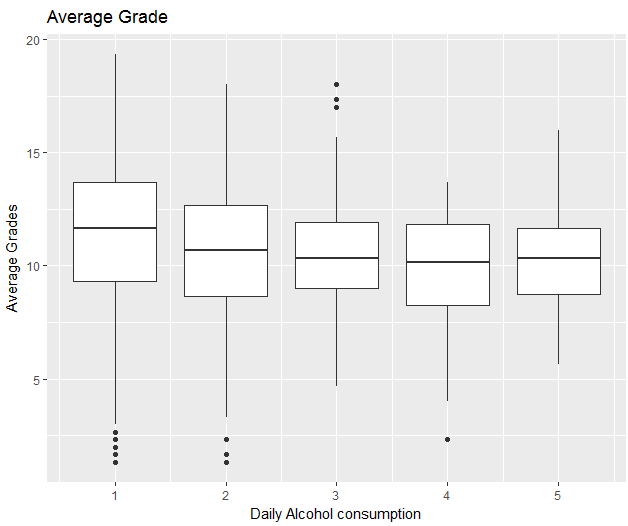 Average Grade
20
15
10
5
Average Grades
1 2 3 4 5
Daily Alcohol consumption